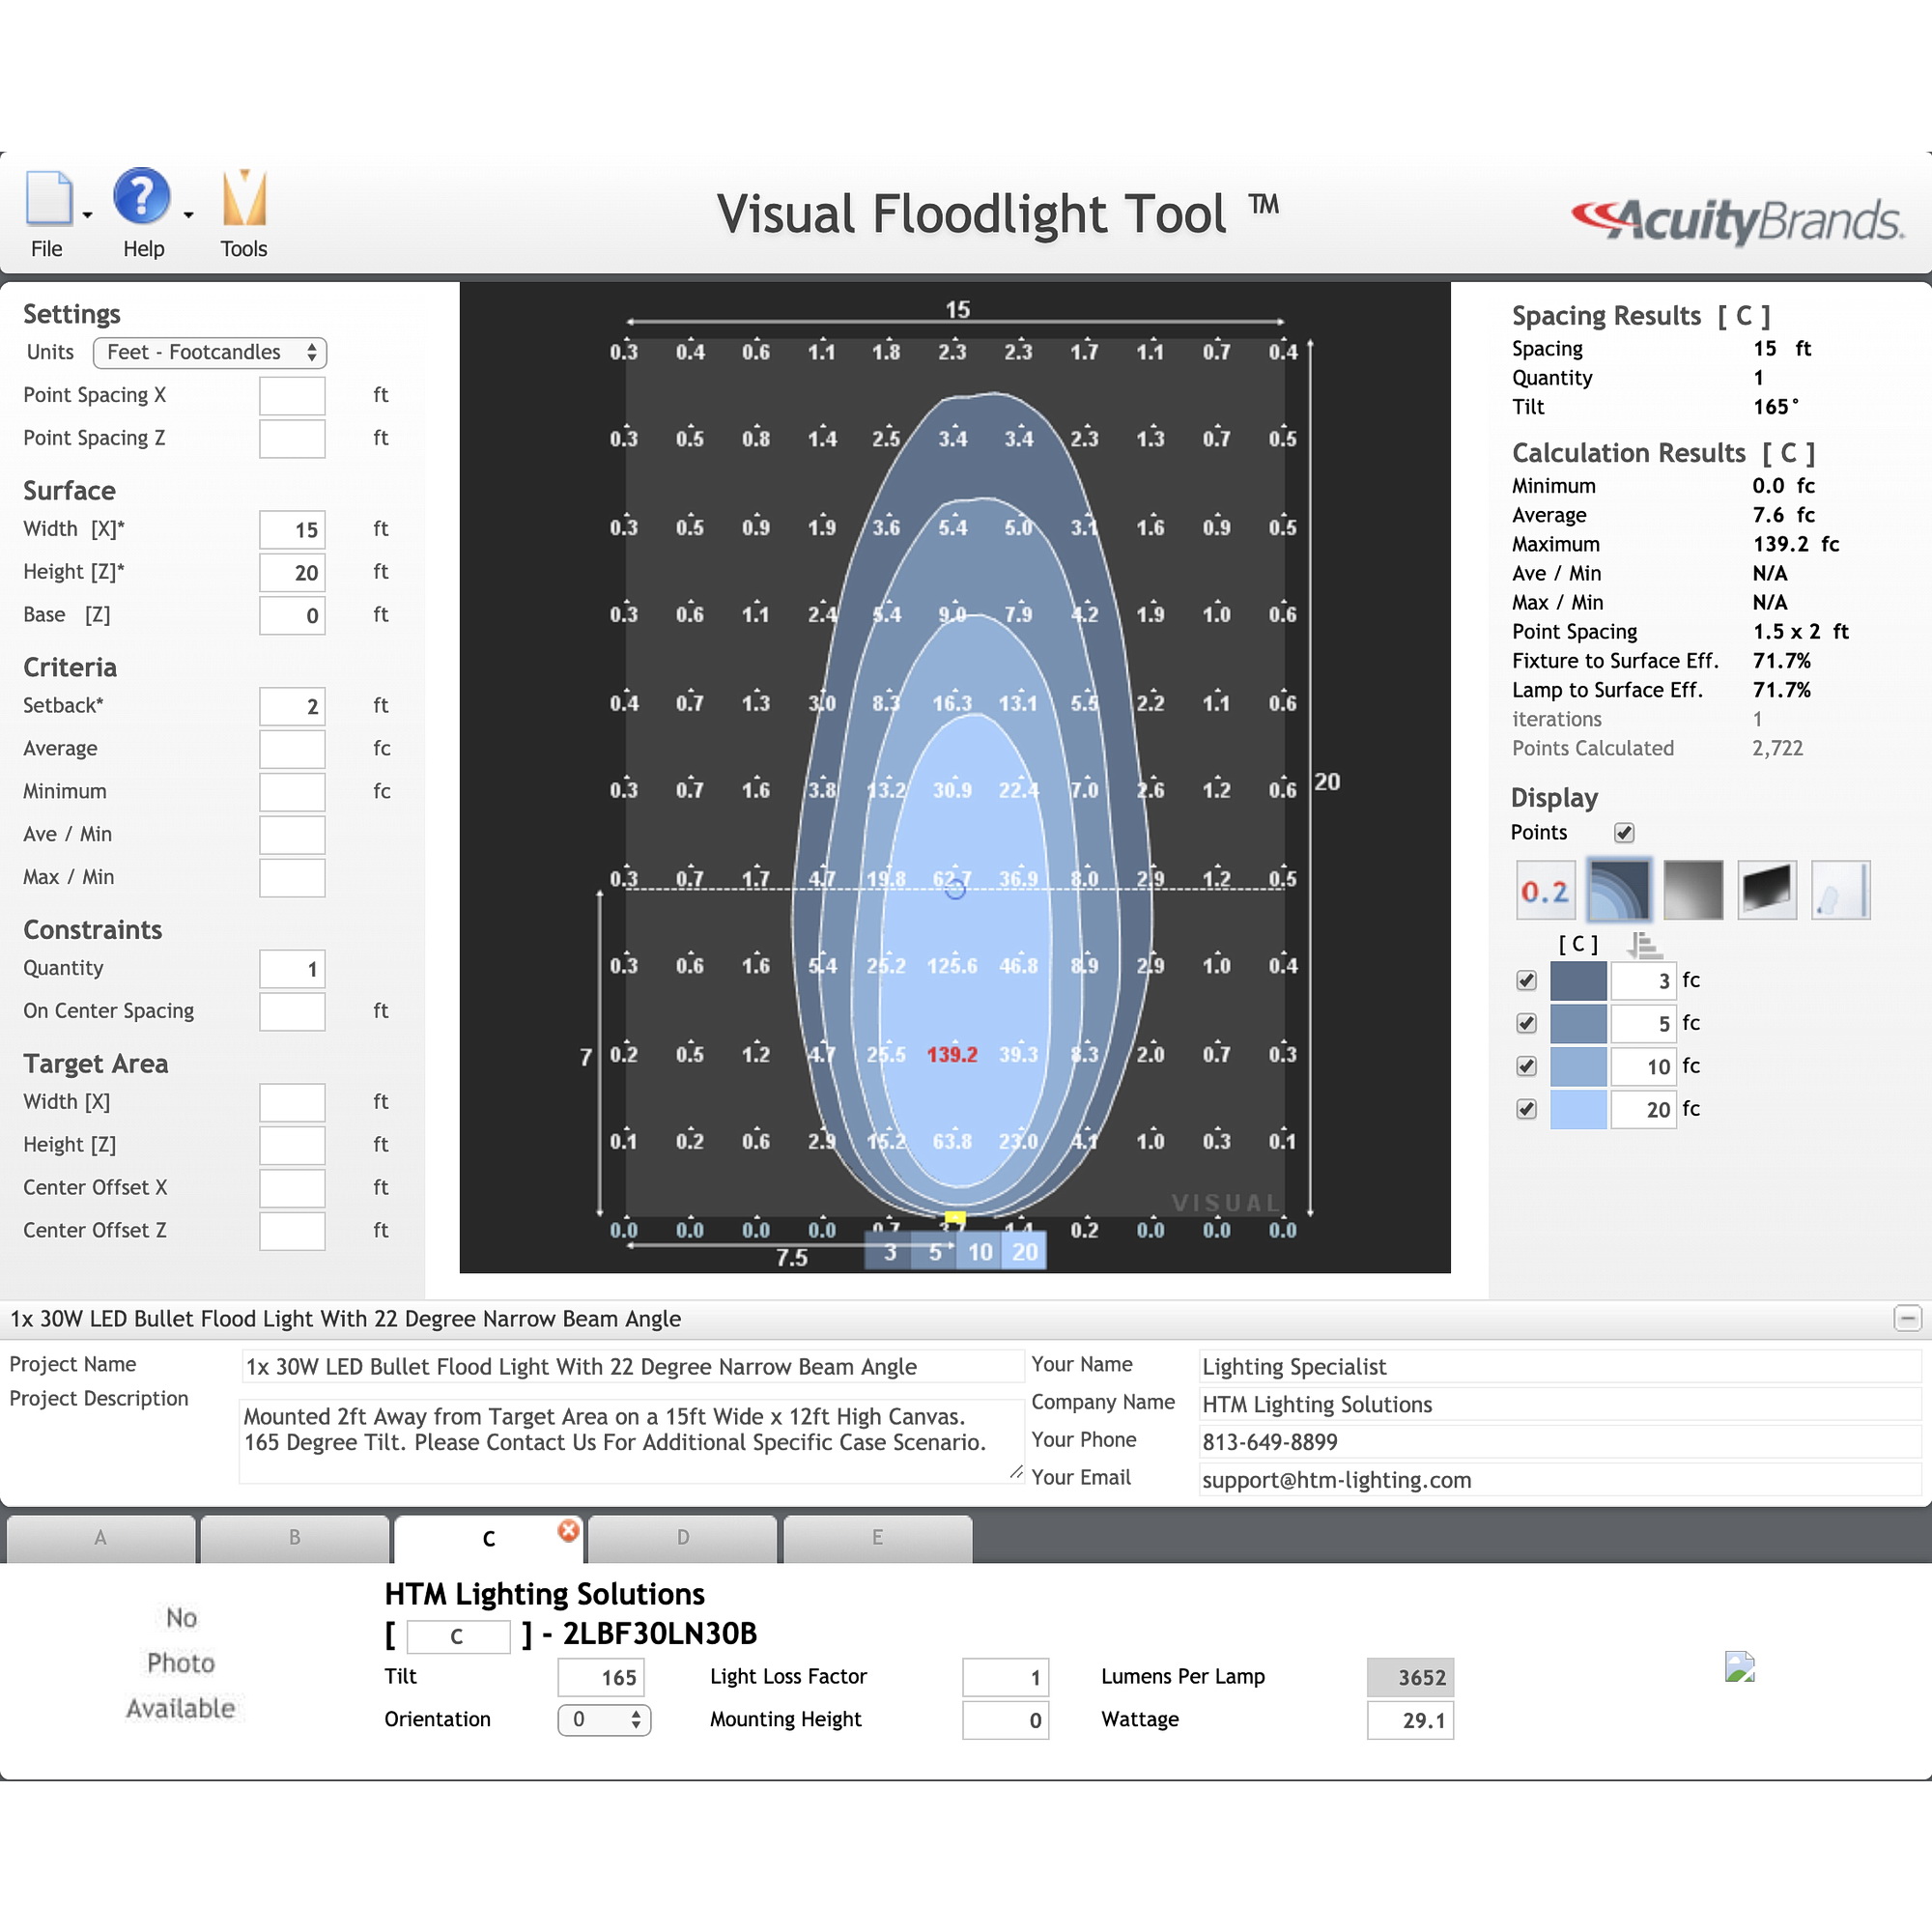 File
Help
Tools
Visual Floodlight Tool ™
AcuityBrands.
Settings
Units Feet - Footcandles
Point Spacing X ft
Point Spacing Z ft
Surface
Width [X]* 15 ft
Height [Z]* 20 ft
Base [Z] 0 ft
Criteria
Setback* 2 ft
Average fc
Minimum fc
Ave / Min
Max / Min
Constraints
Quantity 1
On Center Spacing ft
Target Area
Width [X] ft
Height [Z] ft
Center Offset X ft
Center Offset Z ft
15
0.3 0.4 0.6 1.1 1.8 2.3 2.3 1.7 1.1 0.7 0.4
0.3 0.5 0.8 1.4 2.5 3.4 3.4 2.3 1.3 0.7 0.5
0.3 0.5 0.9 1.9 3.6 5.4 5.0 3.1 1.6 0.9 0.5
0.3 0.6 1.1 2.4 5.4 9.0 7.9 4.2 1.9 1.0 0.6
0.4 0.7 1.3 3.0 8.3 16.3 13.1 5.5 2.2 1.1 0.6
0.3 0.7 1.6 3.8 13.2 30.9 22.4 7.0 2.6 1.2 0.6
20
0.3 0.7 1.7 4.7 19.8 62.7 36.9 8.0 2.9 1.2 0.5
0.3 0.6 1.6 5.4 25.2 125.6 46.8 8.9 2.9 1.0 0.4
7
0.2 0.5 1.2 4.7 25.5 139.2 39.3 8.3 2.0 0.7 0.3
0.1 0.2 0.6 2.9 15.2 63.8 23.0 4.1 1.0 0.3 0.1
VISUAL
0.0 0.0 0.0 0.0 0.7 3.7 1.4 0.2 0.0 0.0 0.0
7.5
3 5 10 20
Spacing Results [ C ]
Spacing 15 ft
Quantity 1
Tilt 165°
Calculation Results [ C ]
Minimum 0.0 fc
Average 7.6 fc
Maximum 139.2 fc
Ave / Min N/A
Max / Min N/A
Point Spacing 1.5 x 2 ft
Fixture to Surface Eff. 71.7%
Lamp to Surface Eff. 71.7%
iterations 1
Points Calculated 2,722
Display
Points
0.2
[ C ]
3 fc
5 fc
10 fc
20 fc
1x 30W LED Bullet Flood Light With 22 Degree Narrow Beam Angle
Project Name 1x 30W LED Bullet Flood Light With 22 Degree Narrow Beam Angle
Project Description Mounted 2ft Away from Target Area on a 15ft Wide x 12ft High Canvas.
165 Degree Tilt. Please Contact Us For Additional Specific Case Scenario.
Your Name Lighting Specialist
Company Name HTM Lighting Solutions
Your Phone 813-649-8899
Your Email support@htm-lighting.com
A B C D E
No
Photo
Available
HTM Lighting Solutions
[ C ] - 2LBF30LN30B
Tilt 165 Light Loss Factor 1 Lumens Per Lamp 3652
Orientation 0 Mounting Height 0 Wattage 29.1